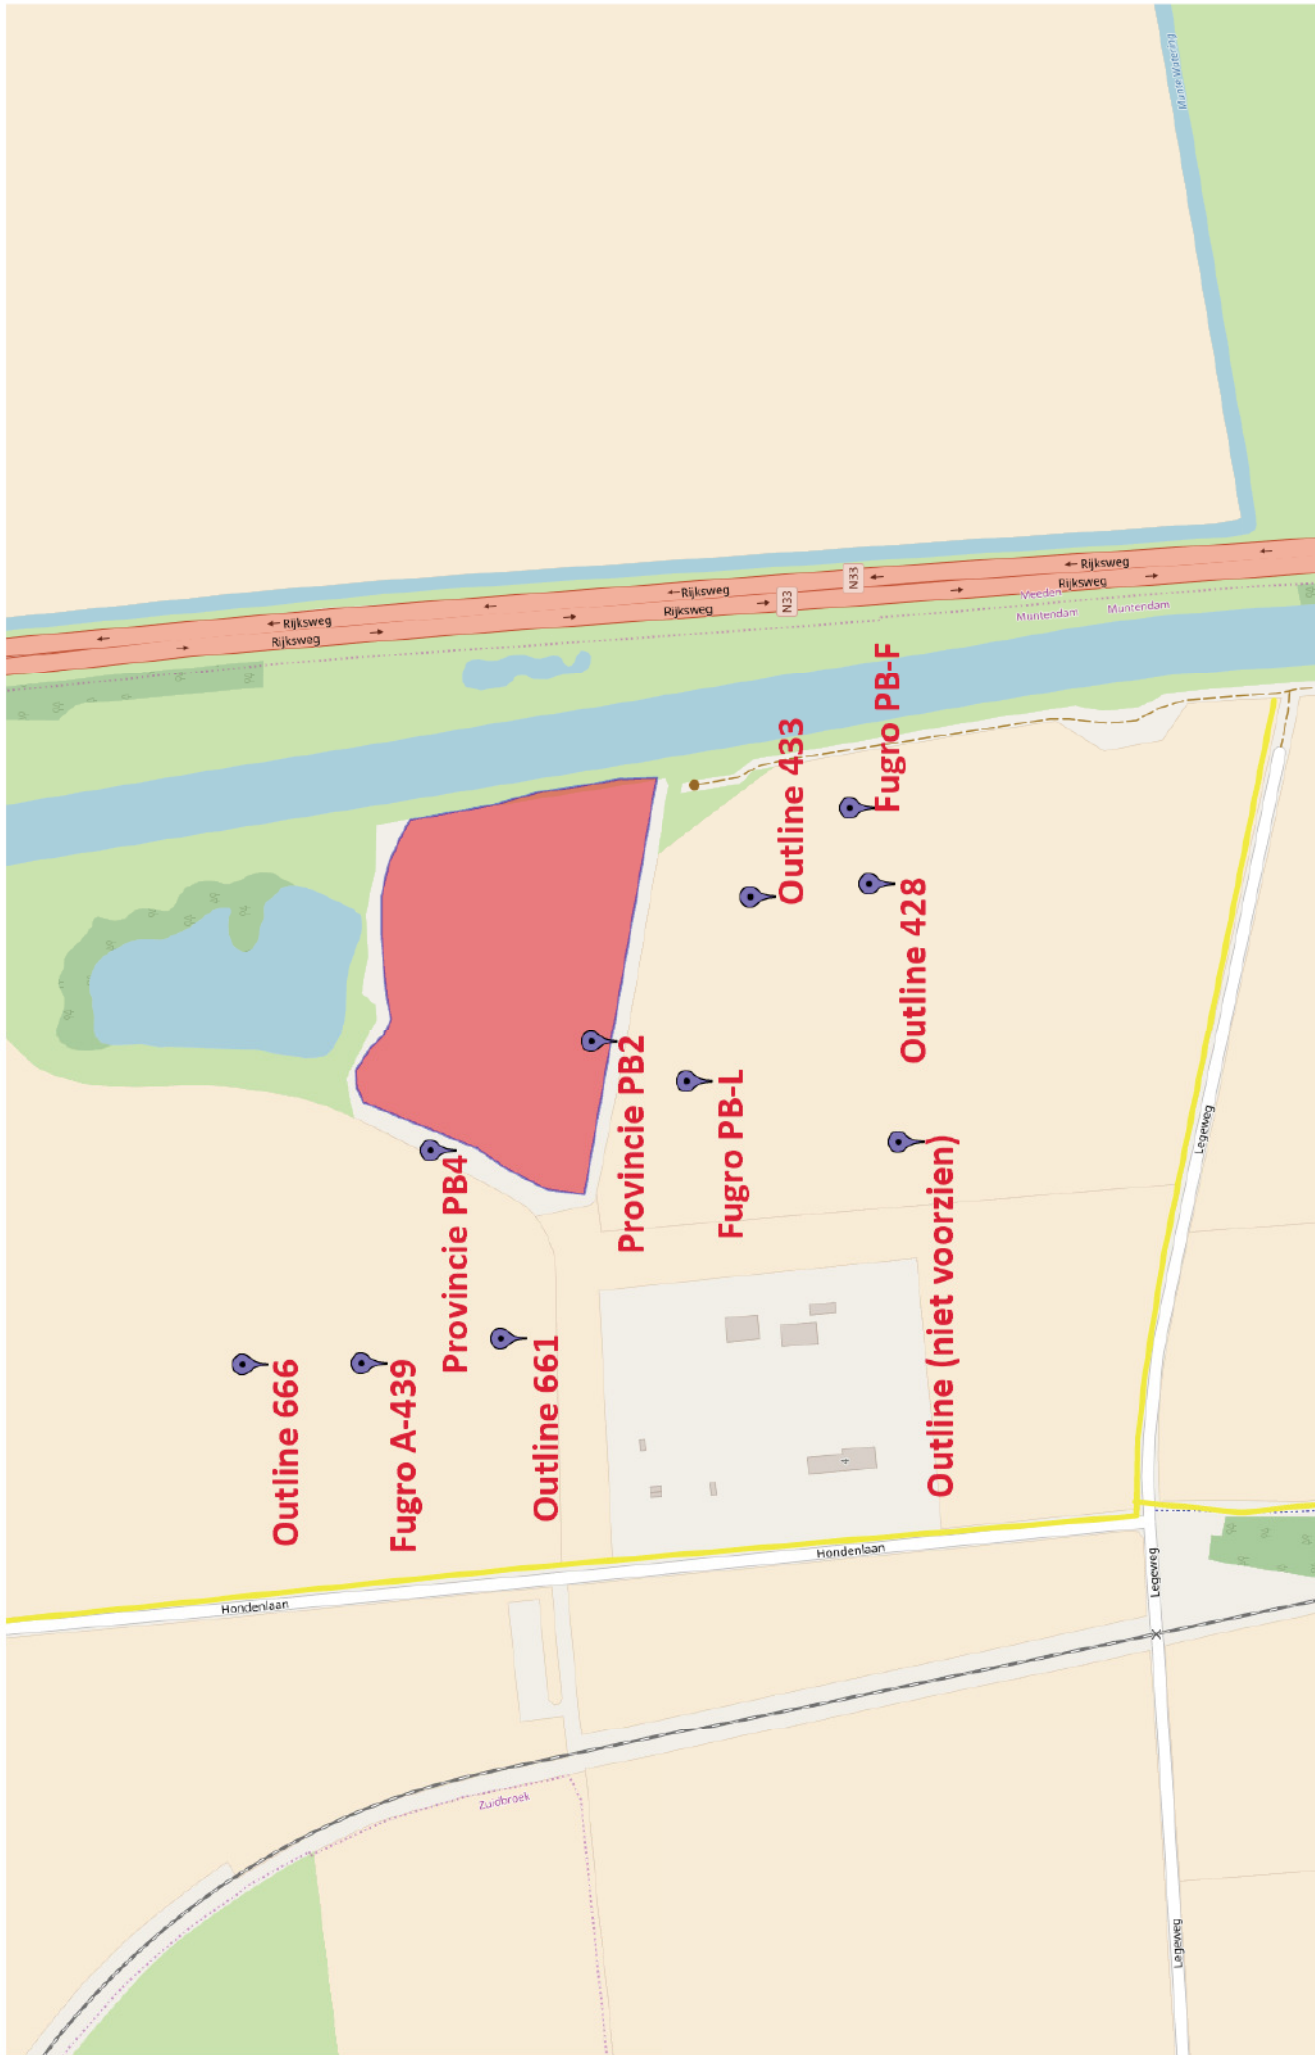 Rijksweg
Rijksweg
Rijksweg
Rijksweg
N33
N33
Rijksweg
Rijksweg
Meeden
Muntendam
Muntendam
Fugro PB-F
Outline 433
Outline 428
Provincie PB2
Fugro PB-L
Provincie PB4
Outline (niet voorzien)
Outline 661
Outline 666
Fugro A-439
Legeweg
4
Hondenlaan
Hondenlaan
Legeweg
Zuidbroek
Legeweg